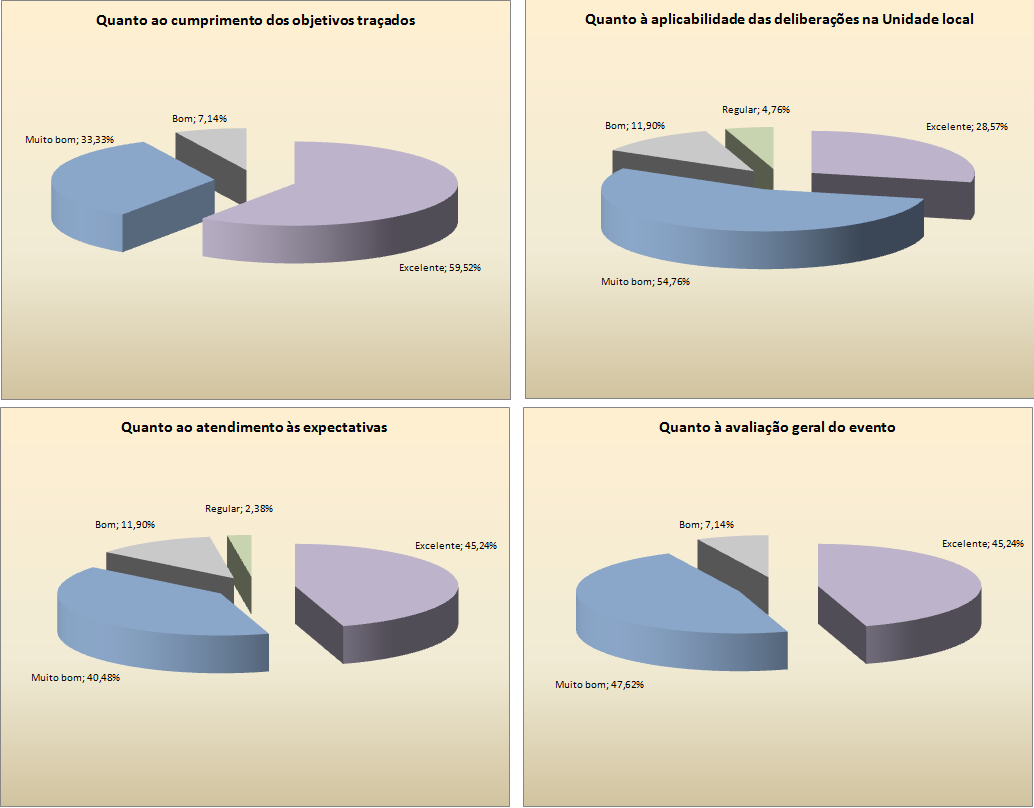 Quanto ao cumprimento dos objetivos traçados
Bom; 7,14%
Muito bom; 33,33%
Excelente; 59,52%
Quanto à aplicabilidade das deliberações na Unidade local
Regular; 4,76%
Bom; 11,90%
Excelente; 28,57%
Muito bom; 54,76%
Quanto ao atendimento às expectativas
Regular; 2,38%
Bom; 11,90%
Excelente; 45,24%
Muito bom; 40,48%
Quanto à avaliação geral do evento
Bom; 7,14%
Excelente; 45,24%
Muito bom; 47,62%